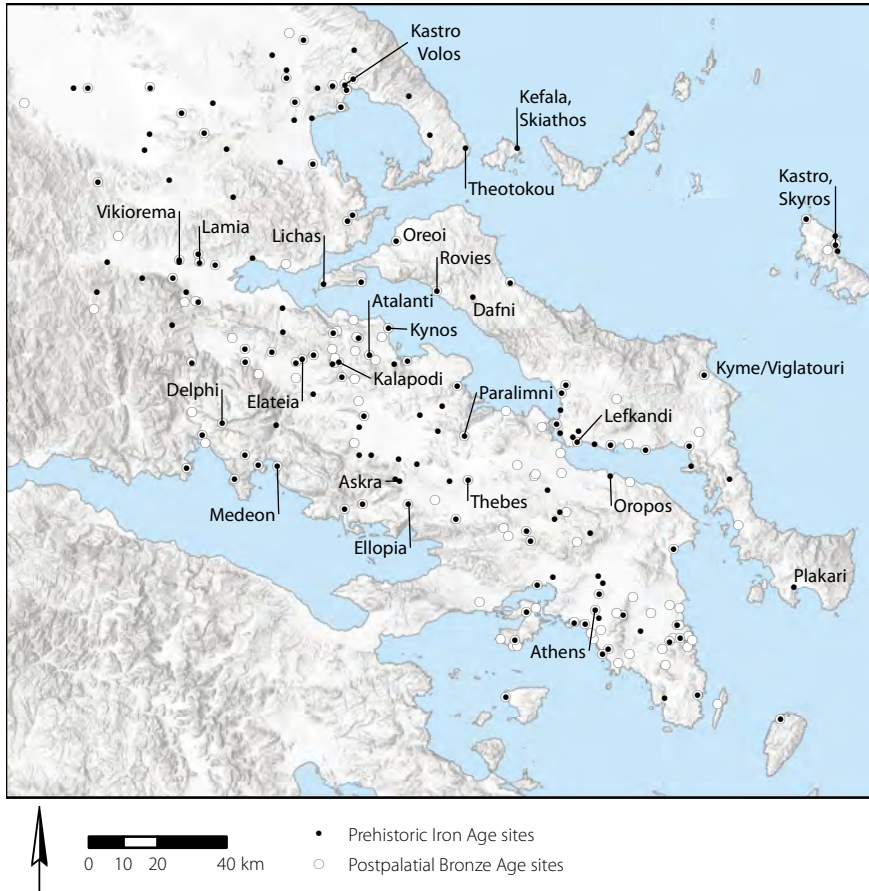 Kastro
Volos
Kefala,
Skiathos
Theotokou
Kastro,
Skyros
Vikiorema
Lamia
Lichas
Oreoi
Rovies
Atalanti
Dafni
Kynos
Kyme/Viglatouri
Delphi
Elateia
Kalapodi
Paralimni
Lefkandi
Askra
Thebes
Oropos
Medeon
Ellopia
Plakari
Athens
Prehistoric Iron Age sites
0 10 20 40 km
Postpalatial Bronze Age sites